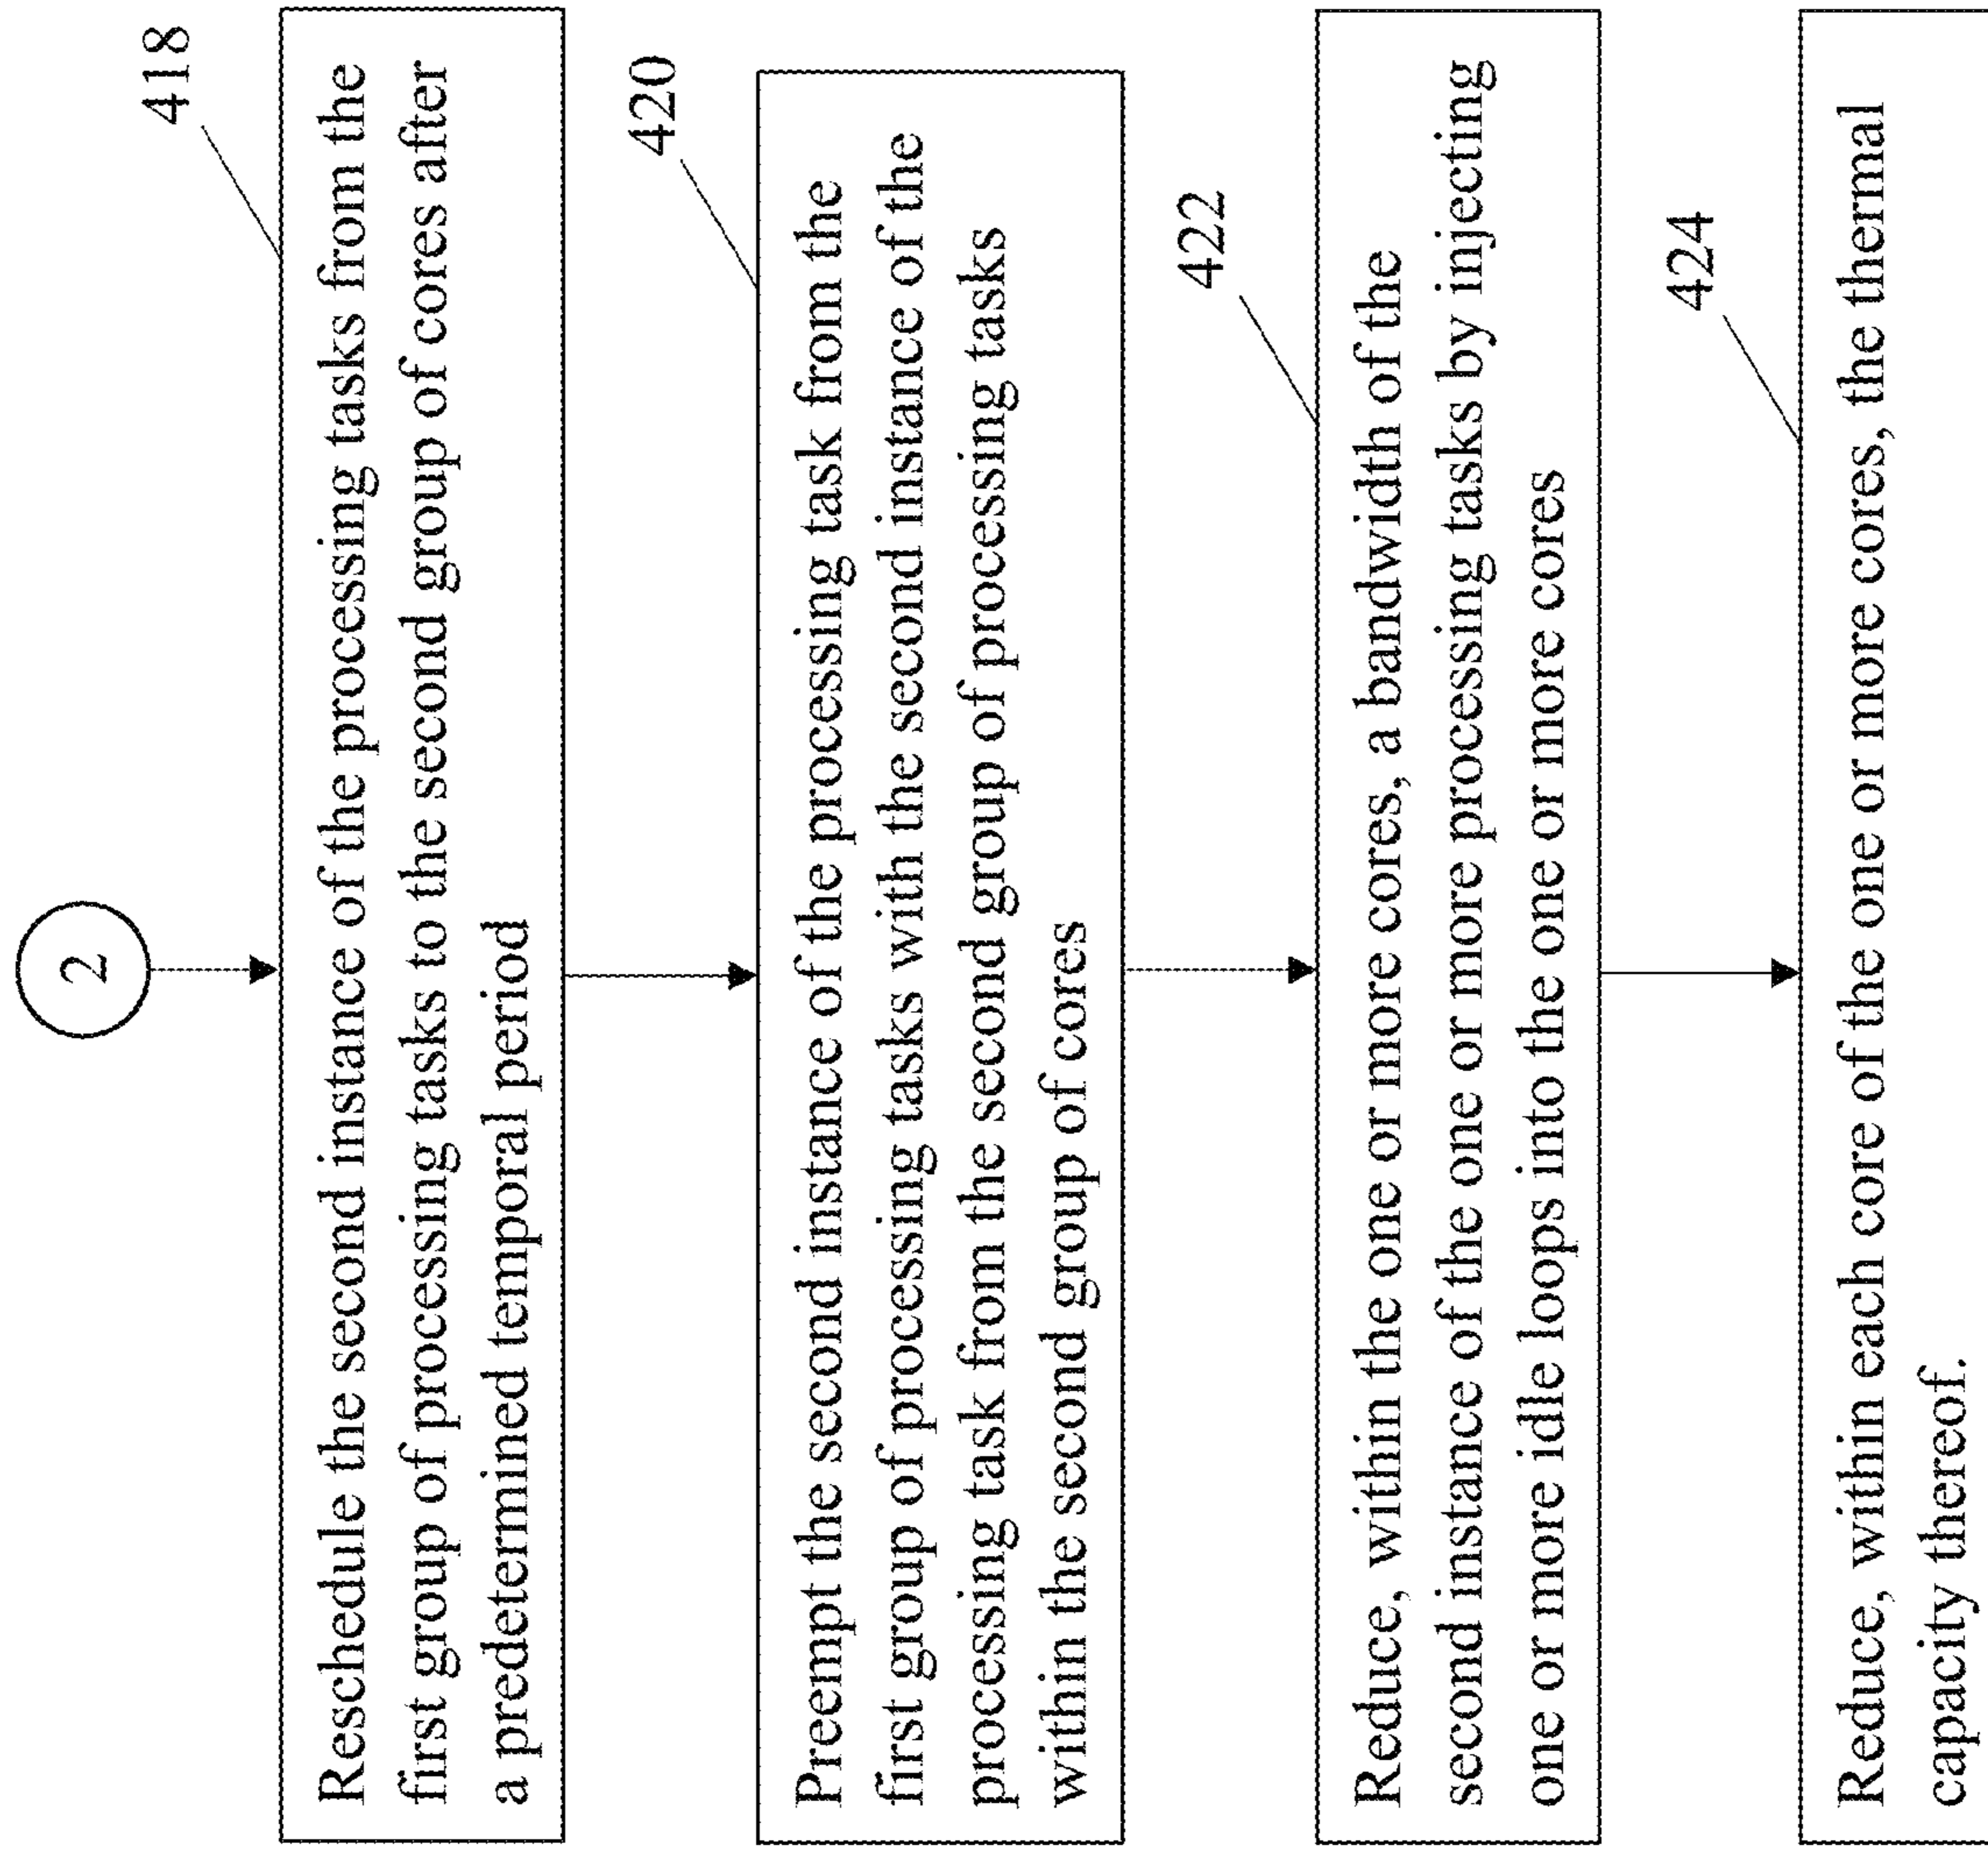 2
418
Reschedule the second instance of the processing tasks from the
first group of processing tasks to the second group of cores after
a predetermined temporal period
420
Preempt the second instance of the processing task from the
first group of processing tasks with the second instance of the
processing task from the second group of processing tasks
within the second group of cores
422
Reduce, within the one or more cores, a bandwidth of the
second instance of the one or more processing tasks by injecting
one or more idle loops into the one or more cores
424
Reduce, within each core of the one or more cores, the thermal
capacity thereof.